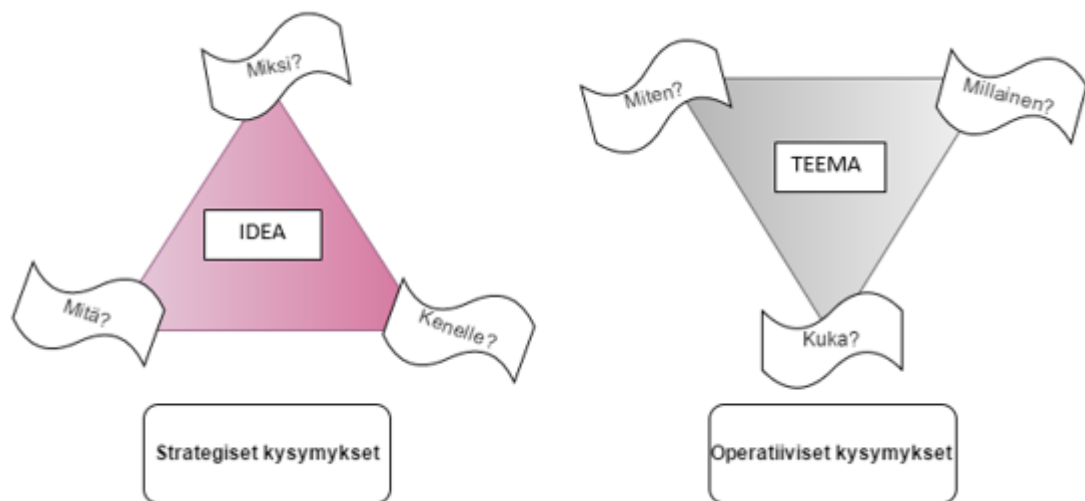 Miksi?
IDEA
Mitä?
Kenelle?
Strategiset kysymykset
Miten?
Millainen?
TEEMA
Kuka?
Operatiiviset kysymykset